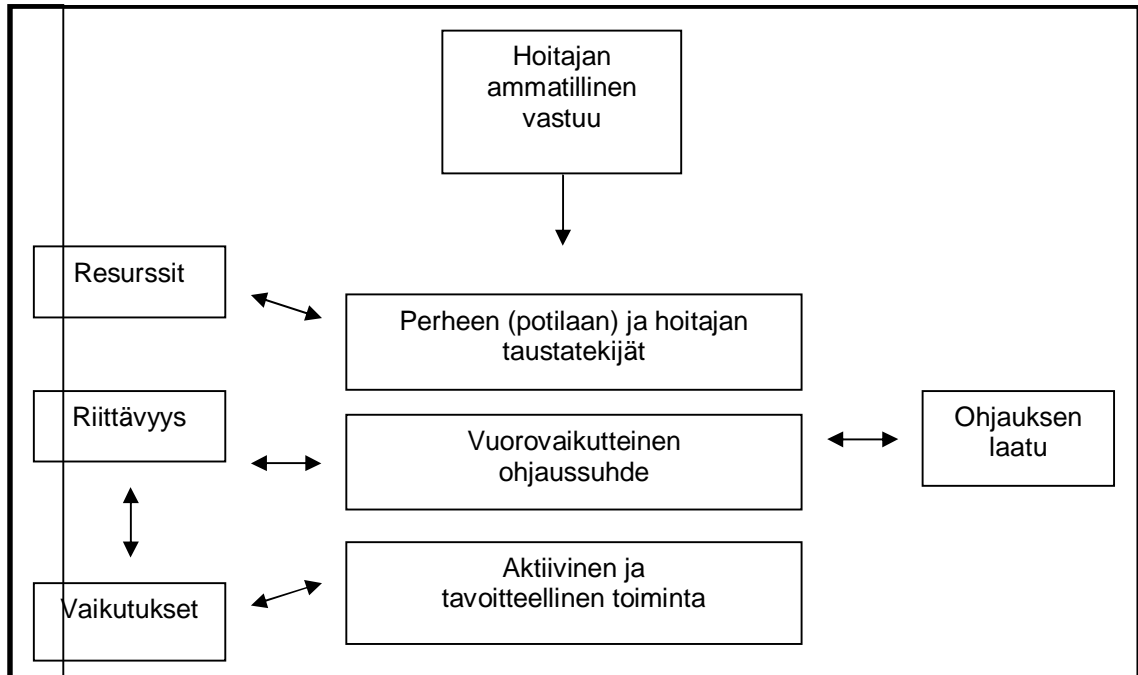 Hoitajan
ammatillinen
vastuu
Resurssit
Perheen (potilaan) ja hoitajan
taustatekijät
Riittävyys
Vuorovaikutteinen
ohjaussuhde
Ohjauksen
laatu
Vaikutukset
Aktiivinen ja
tavoitteellinen toiminta